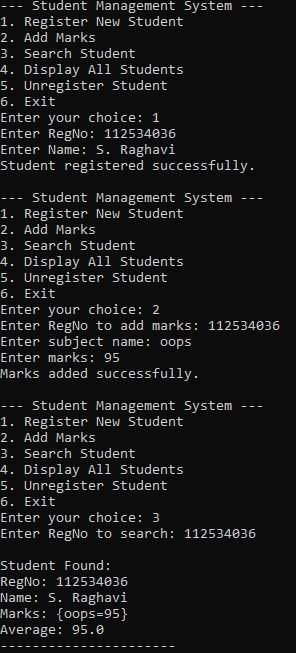 --- Student Management System ---
1. Register New Student
2. Add Marks
3. Search Student
4. Display All Students
5. Unregister Student
6. Exit
Enter your choice: 1
Enter RegNo: 112534036
Enter Name: S. Raghavi
Student registered successfully.

--- Student Management System ---
1. Register New Student
2. Add Marks
3. Search Student
4. Display All Students
5. Unregister Student
6. Exit
Enter your choice: 2
Enter RegNo to add marks: 112534036
Enter subject name: oops
Enter marks: 95
Marks added successfully.

--- Student Management System ---
1. Register New Student
2. Add Marks
3. Search Student
4. Display All Students
5. Unregister Student
6. Exit
Enter your choice: 3
Enter RegNo to search: 112534036

Student Found:
RegNo: 112534036
Name: S. Raghavi
Marks: {oops=95}
Average: 95.0
----------------------